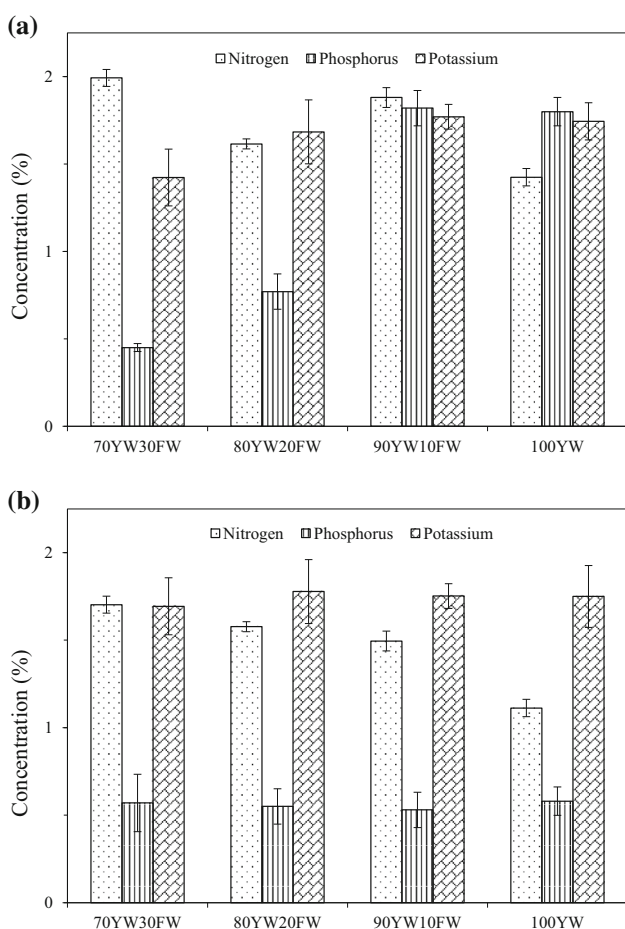 (a)
Nitrogen Phosphorus Potassium
2
1
0
Concentration (%)
70YW30FW 80YW20FW 90YW10FW 100YW
(b)
Nitrogen Phosphorus Potassium
2
1
0
Concentration (%)
70YW30FW 80YW20FW 90YW10FW 100YW